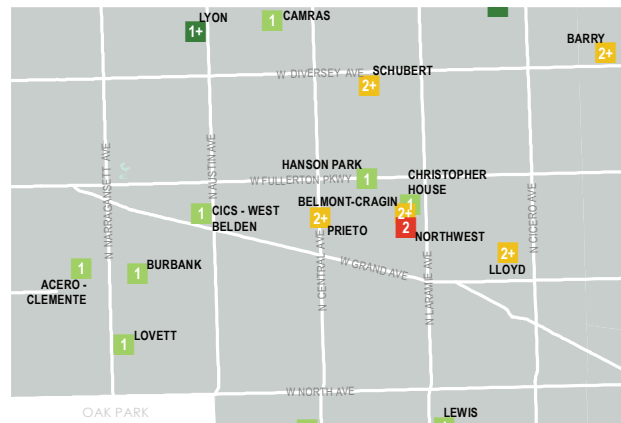 LYON
1+
CAMRAS
1
BARRY
2+
W DIVERSEY AVE
SCHUBERT
2+
N NARRAGANSETT AVE
N AUSTIN AVE
HANSON PARK
1
W FULLERTON PKWY
CHRISTOPHER
HOUSE
1
BELMONT-CRAGIN
2+
CICS - WEST
BELDEN
1
2+
PRIETO
2
NORTHWEST
N CICERO AVE
N CENTRAL AVE
N LARAMIE AVE
W GRAND AVE
2+
LLOYD
1
ACERO -
CLEMENTE
1
BURBANK
1
LOVETT
W NORTH AVE
OAK PARK
LEWIS